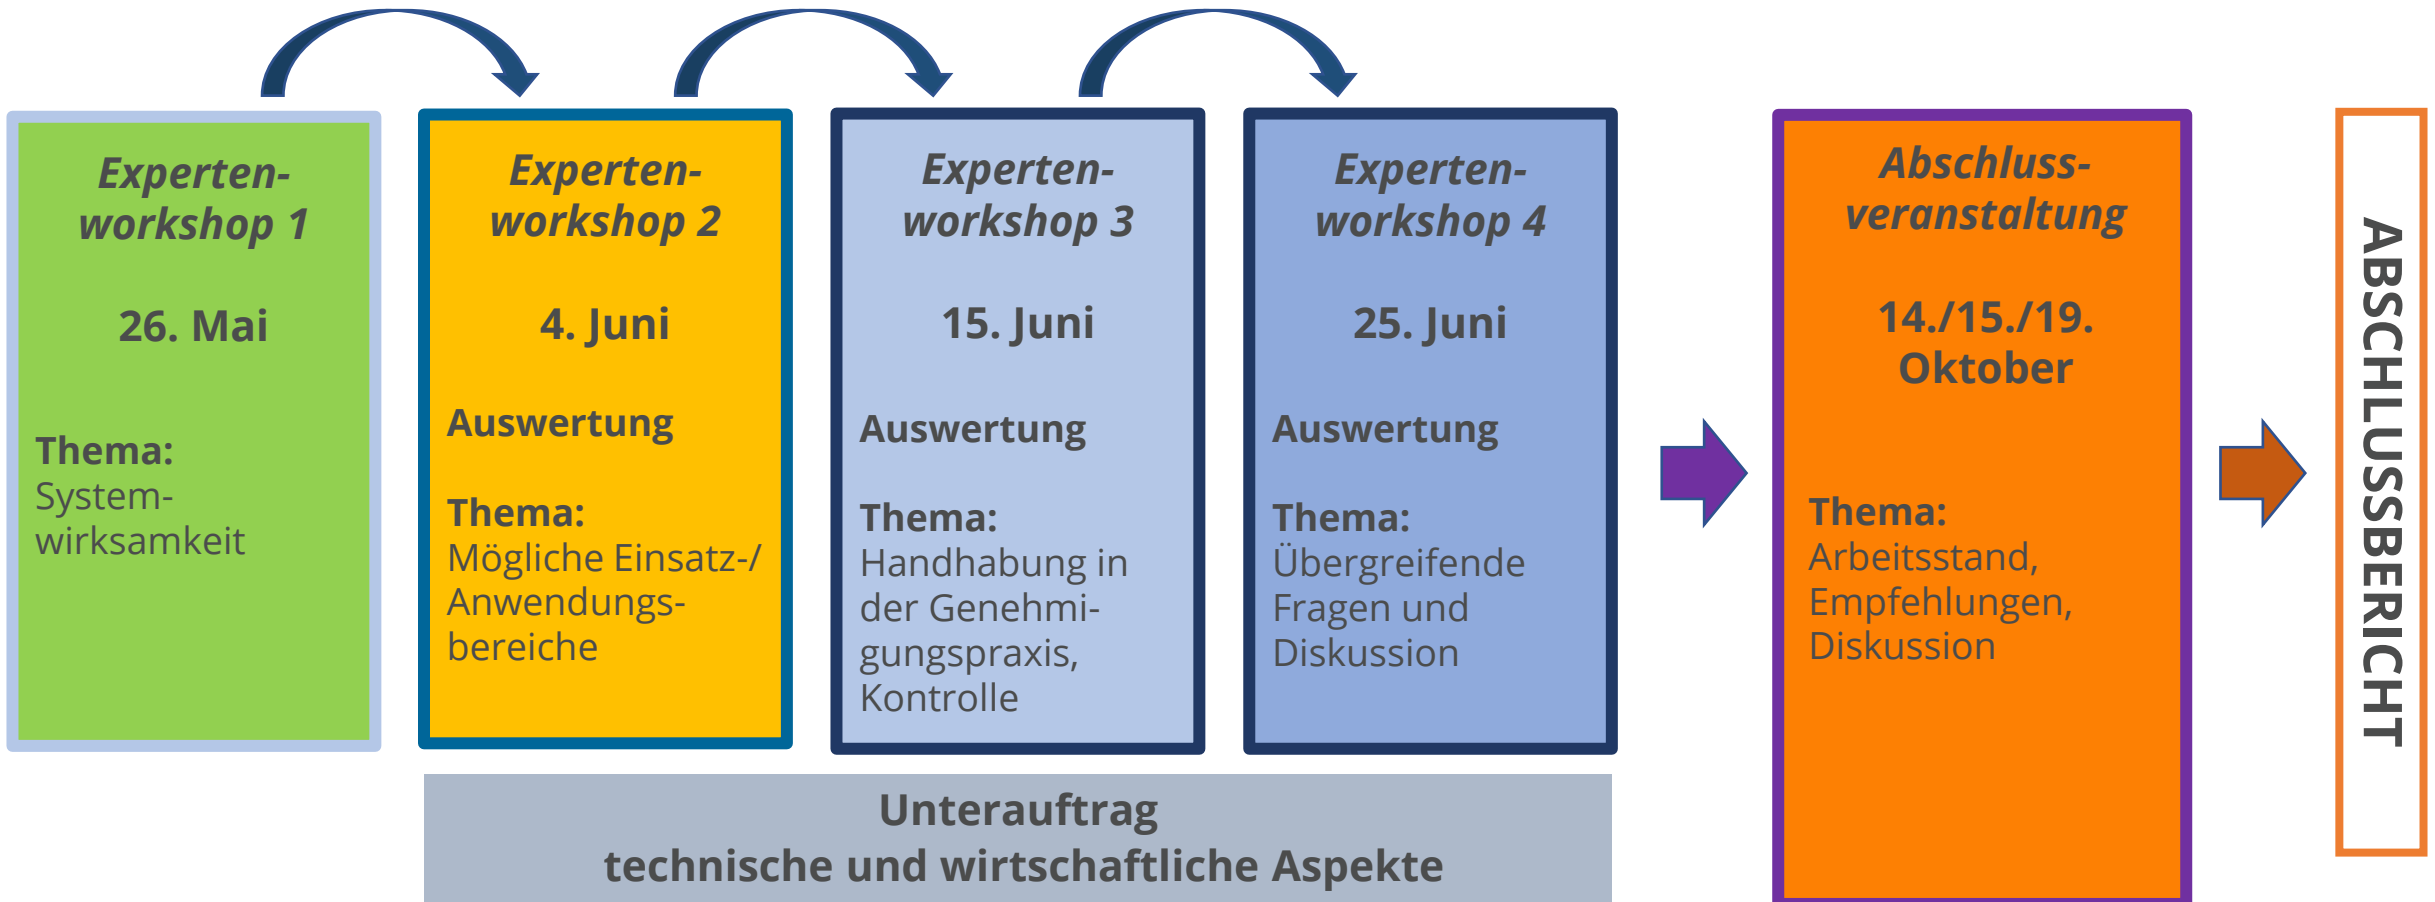 Experten-
workshop 1
26. Mai
Thema:
System-
wirksamkeit
Experten-
workshop 2
4. Juni
Auswertung
Thema:
Mögliche Einsatz-/
Anwendungs-
bereiche
Experten-
workshop 3
15. Juni
Auswertung
Thema:
Handhabung in
der Genehmi-
gungspraxis,
Kontrolle
Experten-
workshop 4
25. Juni
Auswertung
Thema:
Übergreifende
Fragen und
Diskussion
Unterauftrag
technische und wirtschaftliche Aspekte
Abschluss-
veranstaltung
14./15./19.
Oktober
Thema:
Arbeitsstand,
Empfehlungen,
Diskussion
ABSCHLUSSBERICHT